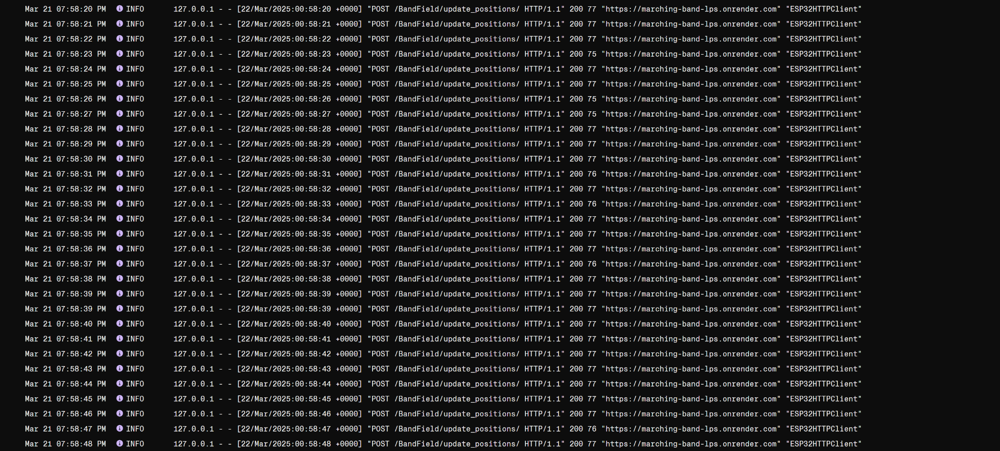 Mar 21 07:58:20 PM INFO 127.0.0.1 - - [22/Mar/2025:00:58:20 +0000] "POST /BandField/update_positions/ HTTP/1.1" 200 77 "https://marching-band-lps.onrender.com" "ESP32HTTPClient"
Mar 21 07:58:21 PM INFO 127.0.0.1 - - [22/Mar/2025:00:58:21 +0000] "POST /BandField/update_positions/ HTTP/1.1" 200 77 "https://marching-band-lps.onrender.com" "ESP32HTTPClient"
Mar 21 07:58:22 PM INFO 127.0.0.1 - - [22/Mar/2025:00:58:22 +0000] "POST /BandField/update_positions/ HTTP/1.1" 200 77 "https://marching-band-lps.onrender.com" "ESP32HTTPClient"
Mar 21 07:58:23 PM INFO 127.0.0.1 - - [22/Mar/2025:00:58:23 +0000] "POST /BandField/update_positions/ HTTP/1.1" 200 75 "https://marching-band-lps.onrender.com" "ESP32HTTPClient"
Mar 21 07:58:24 PM INFO 127.0.0.1 - - [22/Mar/2025:00:58:24 +0000] "POST /BandField/update_positions/ HTTP/1.1" 200 77 "https://marching-band-lps.onrender.com" "ESP32HTTPClient"
Mar 21 07:58:25 PM INFO 127.0.0.1 - - [22/Mar/2025:00:58:25 +0000] "POST /BandField/update_positions/ HTTP/1.1" 200 77 "https://marching-band-lps.onrender.com" "ESP32HTTPClient"
Mar 21 07:58:26 PM INFO 127.0.0.1 - - [22/Mar/2025:00:58:26 +0000] "POST /BandField/update_positions/ HTTP/1.1" 200 75 "https://marching-band-lps.onrender.com" "ESP32HTTPClient"
Mar 21 07:58:27 PM INFO 127.0.0.1 - - [22/Mar/2025:00:58:27 +0000] "POST /BandField/update_positions/ HTTP/1.1" 200 75 "https://marching-band-lps.onrender.com" "ESP32HTTPClient"
Mar 21 07:58:28 PM INFO 127.0.0.1 - - [22/Mar/2025:00:58:28 +0000] "POST /BandField/update_positions/ HTTP/1.1" 200 77 "https://marching-band-lps.onrender.com" "ESP32HTTPClient"
Mar 21 07:58:29 PM INFO 127.0.0.1 - - [22/Mar/2025:00:58:29 +0000] "POST /BandField/update_positions/ HTTP/1.1" 200 77 "https://marching-band-lps.onrender.com" "ESP32HTTPClient"
Mar 21 07:58:30 PM INFO 127.0.0.1 - - [22/Mar/2025:00:58:30 +0000] "POST /BandField/update_positions/ HTTP/1.1" 200 77 "https://marching-band-lps.onrender.com" "ESP32HTTPClient"
Mar 21 07:58:31 PM INFO 127.0.0.1 - - [22/Mar/2025:00:58:31 +0000] "POST /BandField/update_positions/ HTTP/1.1" 200 76 "https://marching-band-lps.onrender.com" "ESP32HTTPClient"
Mar 21 07:58:32 PM INFO 127.0.0.1 - - [22/Mar/2025:00:58:32 +0000] "POST /BandField/update_positions/ HTTP/1.1" 200 77 "https://marching-band-lps.onrender.com" "ESP32HTTPClient"
Mar 21 07:58:33 PM INFO 127.0.0.1 - - [22/Mar/2025:00:58:33 +0000] "POST /BandField/update_positions/ HTTP/1.1" 200 76 "https://marching-band-lps.onrender.com" "ESP32HTTPClient"
Mar 21 07:58:34 PM INFO 127.0.0.1 - - [22/Mar/2025:00:58:34 +0000] "POST /BandField/update_positions/ HTTP/1.1" 200 77 "https://marching-band-lps.onrender.com" "ESP32HTTPClient"
Mar 21 07:58:35 PM INFO 127.0.0.1 - - [22/Mar/2025:00:58:35 +0000] "POST /BandField/update_positions/ HTTP/1.1" 200 77 "https://marching-band-lps.onrender.com" "ESP32HTTPClient"
Mar 21 07:58:36 PM INFO 127.0.0.1 - - [22/Mar/2025:00:58:36 +0000] "POST /BandField/update_positions/ HTTP/1.1" 200 77 "https://marching-band-lps.onrender.com" "ESP32HTTPClient"
Mar 21 07:58:37 PM INFO 127.0.0.1 - - [22/Mar/2025:00:58:37 +0000] "POST /BandField/update_positions/ HTTP/1.1" 200 76 "https://marching-band-lps.onrender.com" "ESP32HTTPClient"
Mar 21 07:58:38 PM INFO 127.0.0.1 - - [22/Mar/2025:00:58:38 +0000] "POST /BandField/update_positions/ HTTP/1.1" 200 77 "https://marching-band-lps.onrender.com" "ESP32HTTPClient"
Mar 21 07:58:39 PM INFO 127.0.0.1 - - [22/Mar/2025:00:58:39 +0000] "POST /BandField/update_positions/ HTTP/1.1" 200 77 "https://marching-band-lps.onrender.com" "ESP32HTTPClient"
Mar 21 07:58:39 PM INFO 127.0.0.1 - - [22/Mar/2025:00:58:39 +0000] "POST /BandField/update_positions/ HTTP/1.1" 200 77 "https://marching-band-lps.onrender.com" "ESP32HTTPClient"
Mar 21 07:58:40 PM INFO 127.0.0.1 - - [22/Mar/2025:00:58:40 +0000] "POST /BandField/update_positions/ HTTP/1.1" 200 77 "https://marching-band-lps.onrender.com" "ESP32HTTPClient"
Mar 21 07:58:41 PM INFO 127.0.0.1 - - [22/Mar/2025:00:58:41 +0000] "POST /BandField/update_positions/ HTTP/1.1" 200 77 "https://marching-band-lps.onrender.com" "ESP32HTTPClient"
Mar 21 07:58:42 PM INFO 127.0.0.1 - - [22/Mar/2025:00:58:42 +0000] "POST /BandField/update_positions/ HTTP/1.1" 200 77 "https://marching-band-lps.onrender.com" "ESP32HTTPClient"
Mar 21 07:58:43 PM INFO 127.0.0.1 - - [22/Mar/2025:00:58:43 +0000] "POST /BandField/update_positions/ HTTP/1.1" 200 77 "https://marching-band-lps.onrender.com" "ESP32HTTPClient"
Mar 21 07:58:44 PM INFO 127.0.0.1 - - [22/Mar/2025:00:58:44 +0000] "POST /BandField/update_positions/ HTTP/1.1" 200 77 "https://marching-band-lps.onrender.com" "ESP32HTTPClient"
Mar 21 07:58:45 PM INFO 127.0.0.1 - - [22/Mar/2025:00:58:45 +0000] "POST /BandField/update_positions/ HTTP/1.1" 200 77 "https://marching-band-lps.onrender.com" "ESP32HTTPClient"
Mar 21 07:58:46 PM INFO 127.0.0.1 - - [22/Mar/2025:00:58:46 +0000] "POST /BandField/update_positions/ HTTP/1.1" 200 77 "https://marching-band-lps.onrender.com" "ESP32HTTPClient"
Mar 21 07:58:47 PM INFO 127.0.0.1 - - [22/Mar/2025:00:58:47 +0000] "POST /BandField/update_positions/ HTTP/1.1" 200 76 "https://marching-band-lps.onrender.com" "ESP32HTTPClient"
Mar 21 07:58:48 PM INFO 127.0.0.1 - - [22/Mar/2025:00:58:48 +0000] "POST /BandField/update_positions/ HTTP/1.1" 200 77 "https://marching-band-lps.onrender.com" "ESP32HTTPClient"